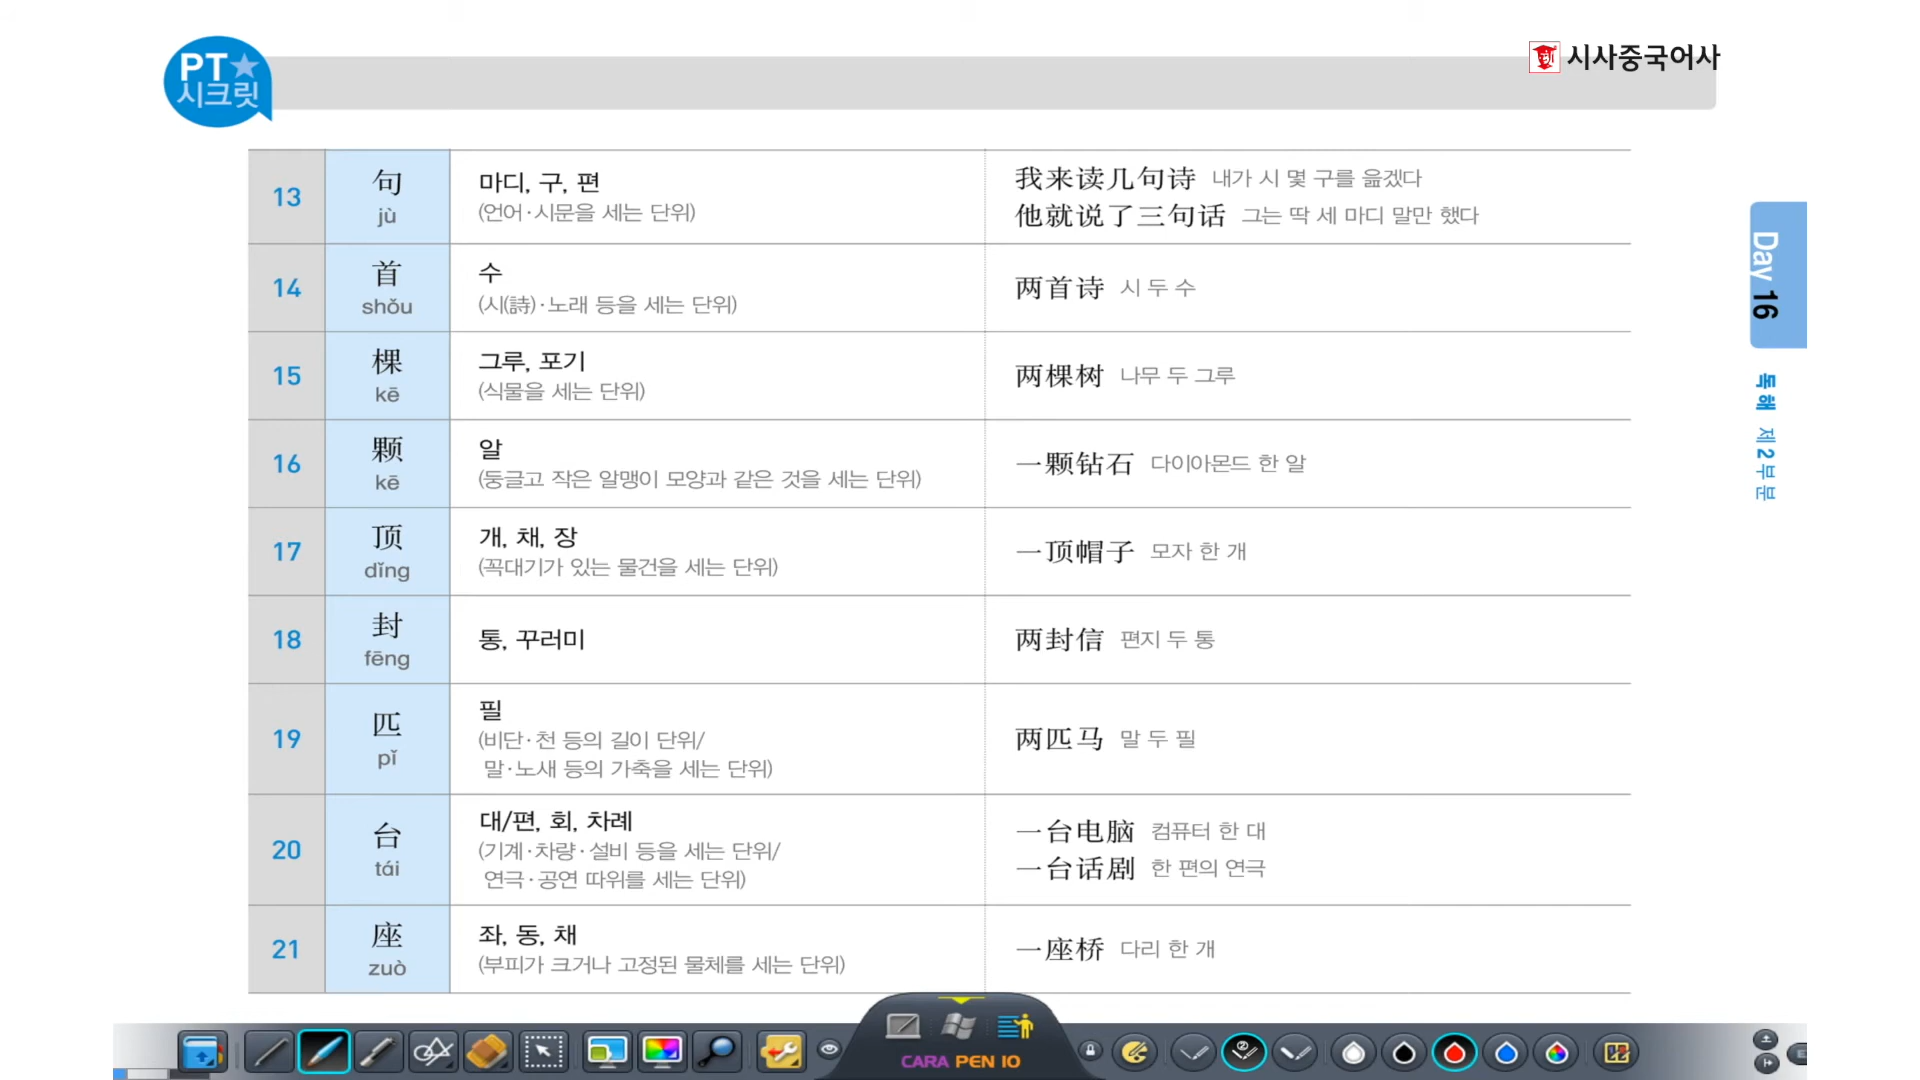 PT★
시크릿
시사중국어사
13
句
jù
마디, 구, 편
(언어·시문을 세는 단위)
我来读几句诗 내가 시 몇 구를 읊겠다
他就说了三句话 그는 딱 세 마디 말만 했다
14
首
shǒu
수
(시(詩)·노래 등을 세는 단위)
两首诗 시 두 수
15
棵
kē
그루, 포기
(식물을 세는 단위)
两棵树 나무 두 그루
16
颗
kē
알
(둥글고 작은 알맹이 모양과 같은 것을 세는 단위)
一颗钻石 다이아몬드 한 알
17
顶
dǐng
개, 채, 장
(꼭대기가 있는 물건을 세는 단위)
一顶帽子 모자 한 개
18
封
fēng
통, 꾸러미
两封信 편지 두 통
19
匹
pǐ
필
(비단·천 등의 길이 단위/
말·노새 등의 가축을 세는 단위)
两匹马 말 두 필
20
台
tái
대/편, 회, 차례
(기계·차량·설비 등을 세는 단위/
연극·공연 따위를 세는 단위)
一台电脑 컴퓨터 한 대
一台话剧 한 편의 연극
21
座
zuò
좌, 동, 채
(부피가 크거나 고정된 물체를 세는 단위)
一座桥 다리 한 개
Day 16
독해 제2부분
CARA PEN IO